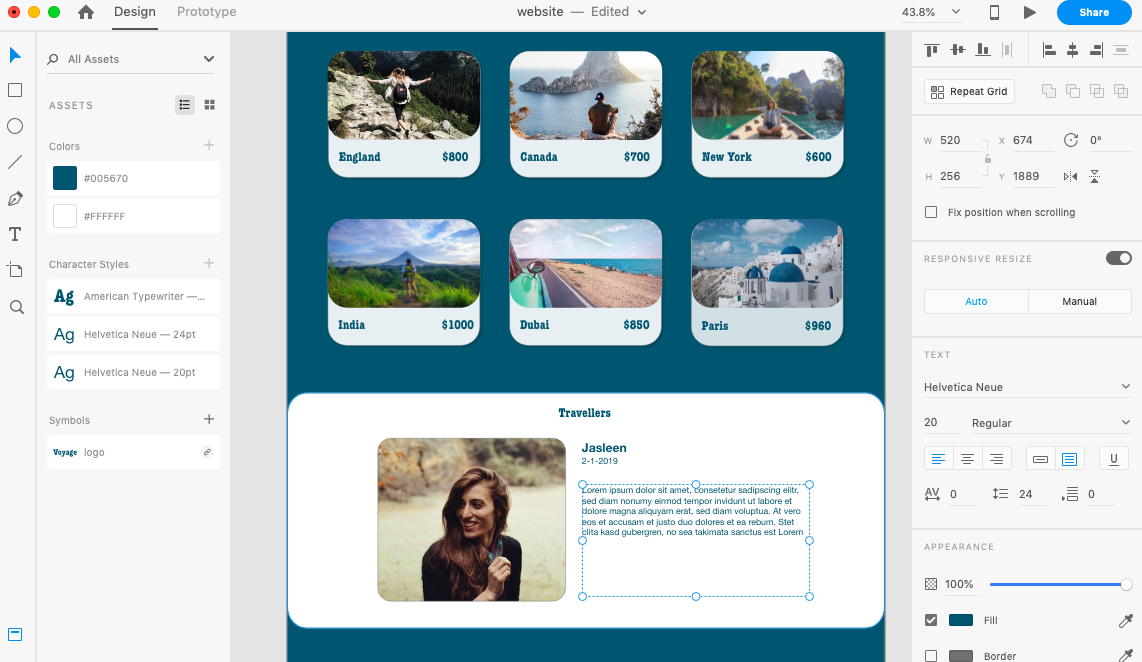 Design
Prototype
website — Edited
43.8%
Share
All Assets
ASSETS
Colors
#005670
#FFFFFF
Character Styles
Ag American Typewriter —...
Ag Helvetica Neue — 24pt
Ag Helvetica Neue — 20pt
Symbols
Voyage logo
England $800
Canada $700
New York $600
India $1000
Dubai $850
Paris $960
Travellers
Jasleen
2-1-2019
Lorem ipsum dolor sit amet, consetetur sadipscing elitr,
sed diam nonumy eirmod tempor invidunt ut labore et
dolore magna aliquyam erat, sed diam voluptua. At vero
eos et accusam et justo duo dolores et ea rebum. Stet
clita kasd gubergren, no sea takimata sanctus est Lorem
Repeat Grid
W 520 X 674 0°
H 256 Y 1889
Fix position when scrolling
RESPONSIVE RESIZE
Auto Manual
TEXT
Helvetica Neue
20 Regular
U
AV 0 24 0
APPEARANCE
100%
Fill
Border